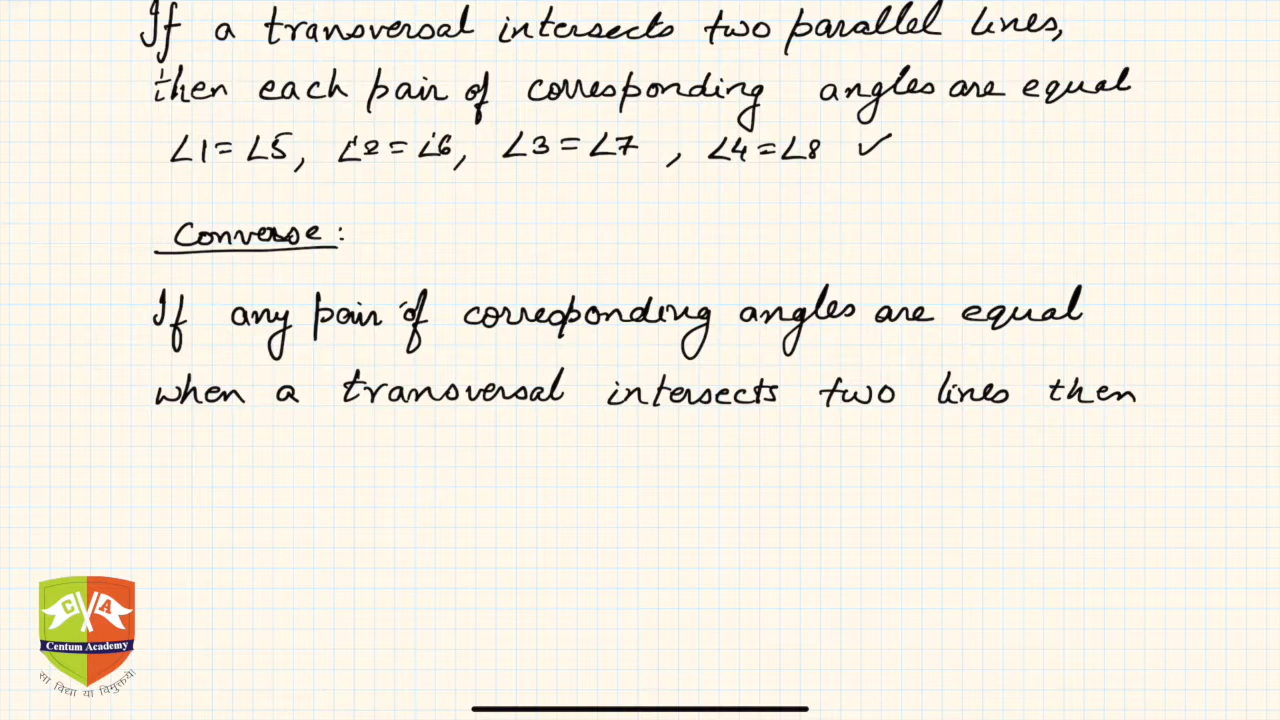 If a transversal intersects two parallel lines,
then each pair of corresponding angles are equal
∠1 = ∠5, ∠2 = ∠6, ∠3 = ∠7, ∠4 = ∠8 ✓
Converse:
If any pair of corresponding angles are equal
when a transversal intersects two lines then
C A
Centum Academy
सा विद्या या विमुक्तये।